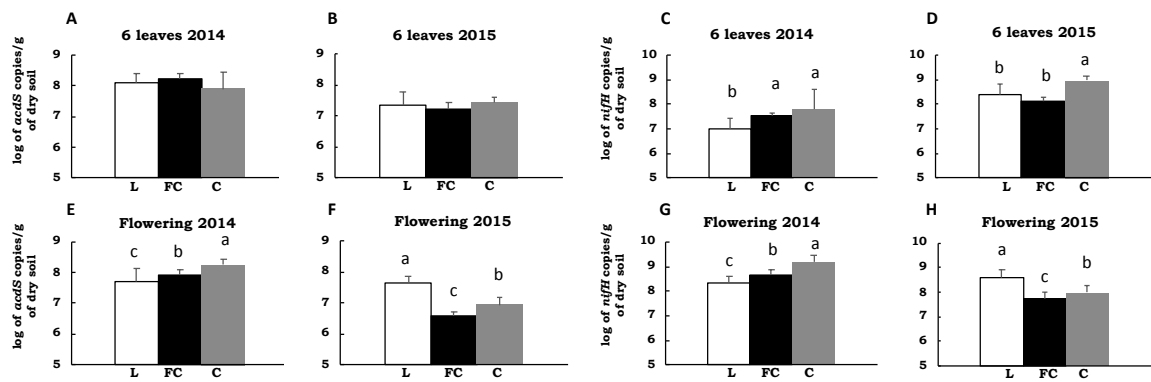 A
6 leaves 2014
log of acdS copies/g
of dry soil
9
8
7
6
5
L FC C
B
6 leaves 2015
9
8
7
6
5
L FC C
C
6 leaves 2014
log of nifH copies/g
of dry soil
10
9
8
7
6
5
b a a
L FC C
D
6 leaves 2015
10
9
8
7
6
5
b b a
L FC C
E
Flowering 2014
log of acdS copies/g
of dry soil
9
8
7
6
5
c b a
L FC C
F
Flowering 2015
9
8
7
6
5
a c b
L FC C
G
Flowering 2014
log of nifH copies/g
of dry soil
10
9
8
7
6
5
c b a
L FC C
H
Flowering 2015
10
9
8
7
6
5
a c b
L FC C